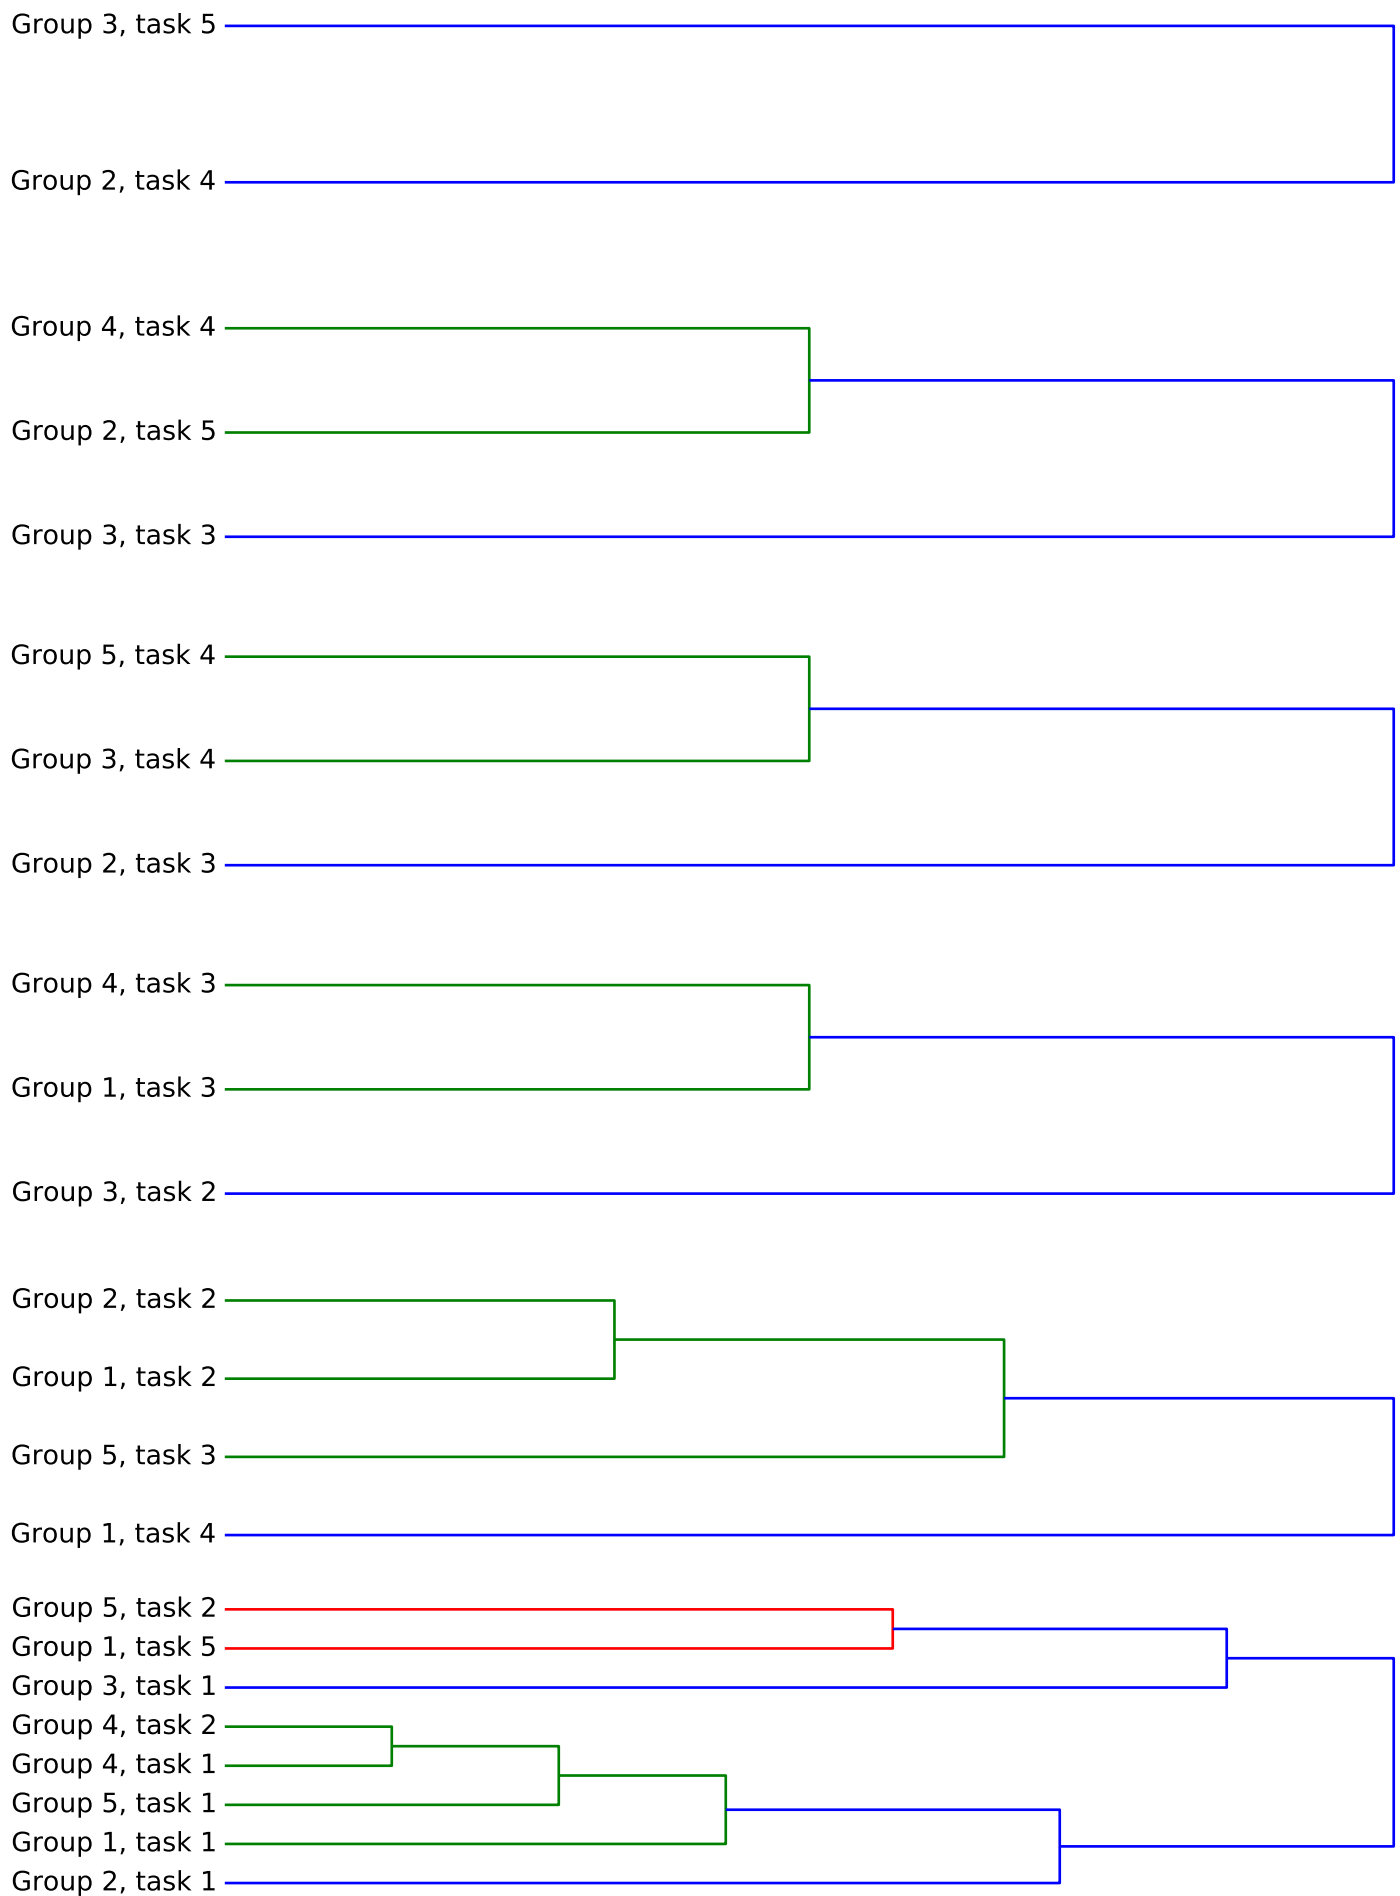 Group 3, task 5
Group 2, task 4
Group 4, task 4
Group 2, task 5
Group 3, task 3
Group 5, task 4
Group 3, task 4
Group 2, task 3
Group 4, task 3
Group 1, task 3
Group 3, task 2
Group 2, task 2
Group 1, task 2
Group 5, task 3
Group 1, task 4
Group 5, task 2
Group 1, task 5
Group 3, task 1
Group 4, task 2
Group 4, task 1
Group 5, task 1
Group 1, task 1
Group 2, task 1